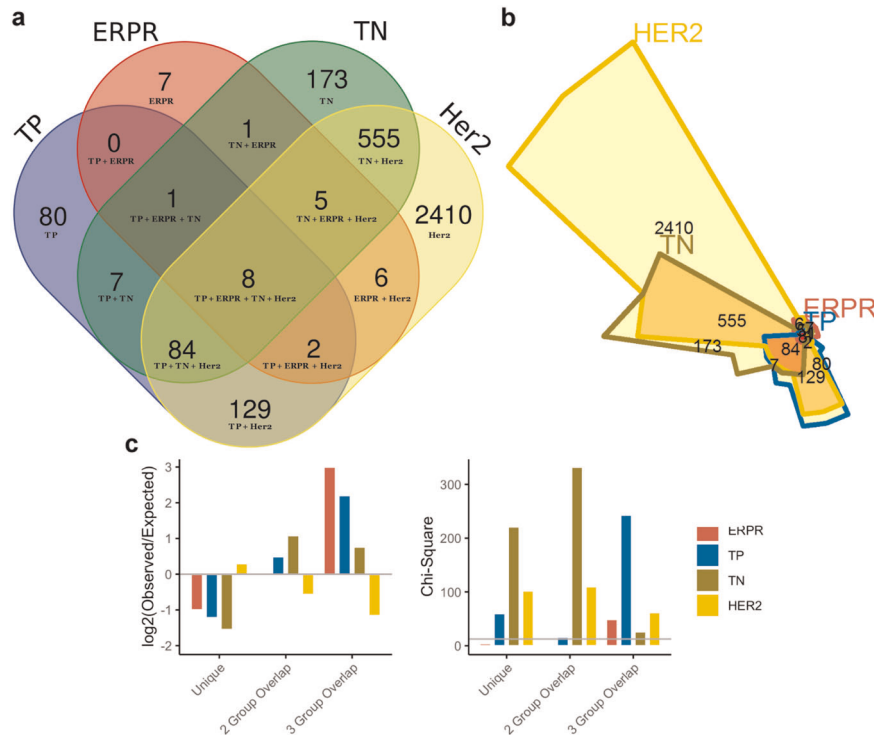 a
ERPR
TN
TP
Her2
7
ERPR
173
TN
0
TP+ERPR
1
TN+ERPR
555
TN+Her2
80
TP
1
TP+ERPR+TN
5
TN+ERPR+Her2
2410
Her2
7
TP+TN
8
TP+ERPR+TN+Her2
6
ERPR+Her2
84
TP+TN+Her2
2
TP+ERPR+Her2
129
TP+Her2
b
HER2
2410
TN
ERPR
TP
555
173
84
7
80
129
c
log2(Observed/Expected)
3
2
1
0
-1
-2
Unique
2 Group Overlap
3 Group Overlap
Chi-Square
300
200
100
0
Unique
2 Group Overlap
3 Group Overlap
ERPR
TP
TN
HER2